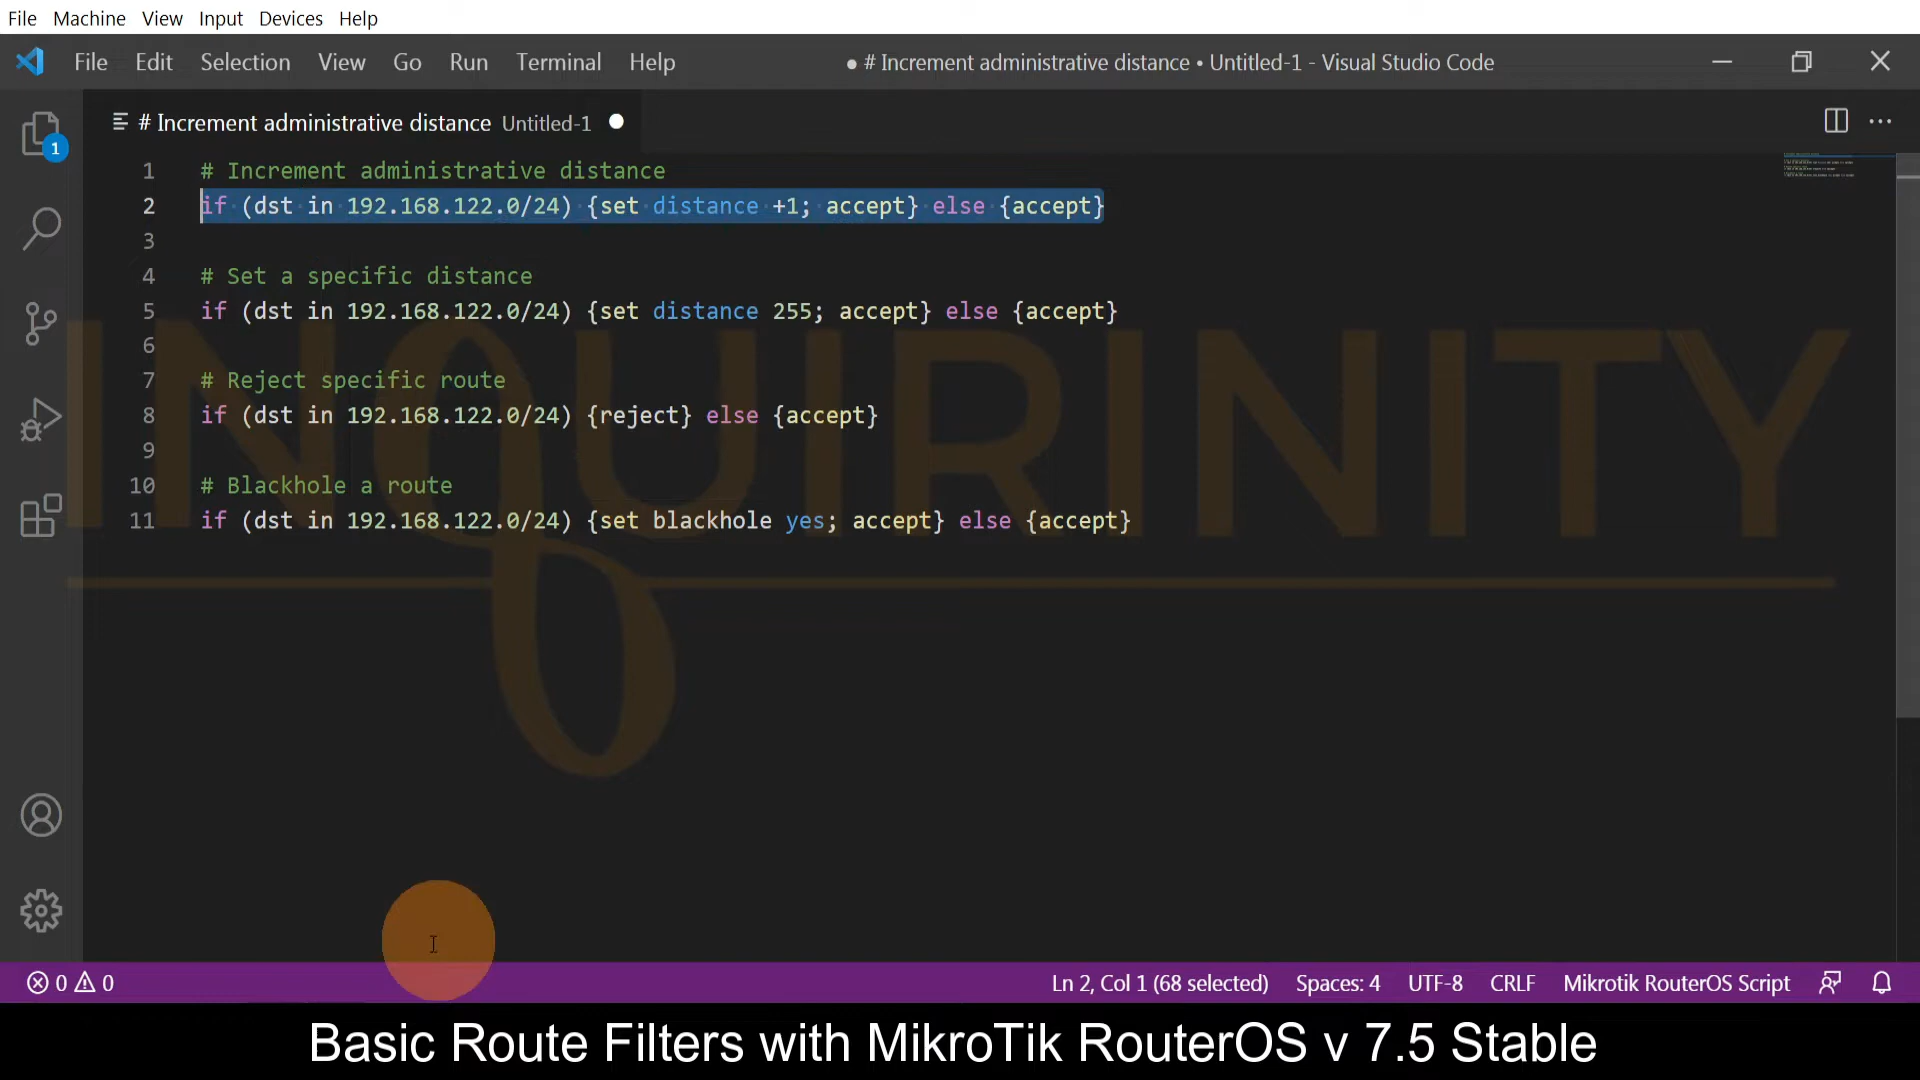 File Machine View Input Devices Help
File Edit Selection View Go Run Terminal Help ● # Increment administrative distance • Untitled-1 - Visual Studio Code
# Increment administrative distance Untitled-1
1
1 # Increment administrative distance
2 if (dst in 192.168.122.0/24) {set distance +1; accept} else {accept}
3
4 # Set a specific distance
5 if (dst in 192.168.122.0/24) {set distance 255; accept} else {accept}
6
7 # Reject specific route
8 if (dst in 192.168.122.0/24) {reject} else {accept}
9
10 # Blackhole a route
11 if (dst in 192.168.122.0/24) {set blackhole yes; accept} else {accept}
INQUIRINITY
0 0 Ln 2, Col 1 (68 selected) Spaces: 4 UTF-8 CRLF Mikrotik RouterOS Script
Basic Route Filters with MikroTik RouterOS v 7.5 Stable